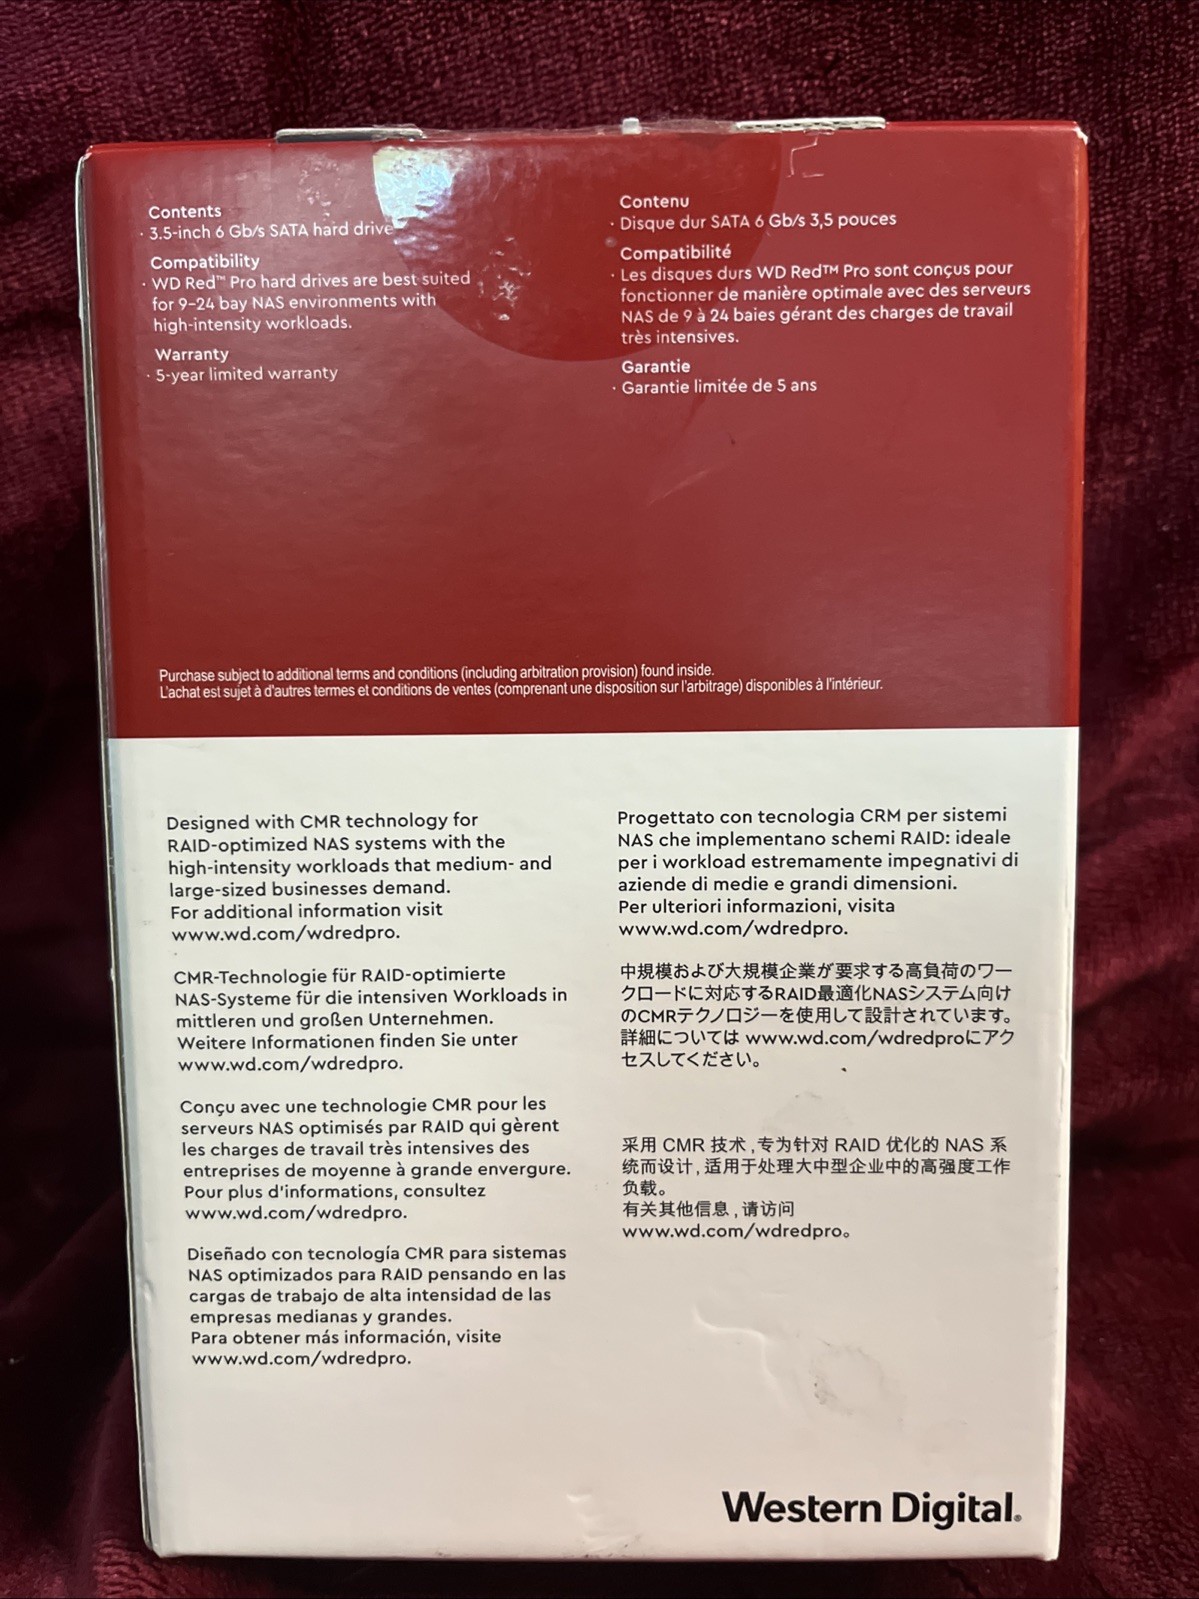 Contents
· 3.5-inch 6 Gb/s SATA hard drive
Compatibility
· WD Red™ Pro hard drives are best suited
for 9-24 bay NAS environments with
high-intensity workloads.
Warranty
· 5-year limited warranty
Contenu
· Disque dur SATA 6 Gb/s 3,5 pouces
Compatibilité
· Les disques durs WD Red™ Pro sont conçus pour
fonctionner de manière optimale avec des serveurs
NAS de 9 à 24 baies gérant des charges de travail
très intensives.
Garantie
· Garantie limitée de 5 ans
Purchase subject to additional terms and conditions (including arbitration provision) found inside.
L'achat est sujet à d'autres termes et conditions de ventes (comprenant une disposition sur l'arbitrage) disponibles à l'intérieur.
Designed with CMR technology for
RAID-optimized NAS systems with the
high-intensity workloads that medium- and
large-sized businesses demand.
For additional information visit
www.wd.com/wdredpro.
CMR-Technologie für RAID-optimierte
NAS-Systeme für die intensiven Workloads in
mittleren und großen Unternehmen.
Weitere Informationen finden Sie unter
www.wd.com/wdredpro.
Conçu avec une technologie CMR pour les
serveurs NAS optimisés par RAID qui gèrent
les charges de travail très intensives des
entreprises de moyenne à grande envergure.
Pour plus d'informations, consultez
www.wd.com/wdredpro.
Diseñado con tecnología CMR para sistemas
NAS optimizados para RAID pensando en las
cargas de trabajo de alta intensidad de las
empresas medianas y grandes.
Para obtener más información, visite
www.wd.com/wdredpro.
Progettato con tecnologia CRM per sistemi
NAS che implementano schemi RAID: ideale
per i workload estremamente impegnativi di
aziende di medie e grandi dimensioni.
Per ulteriori informazioni, visita
www.wd.com/wdredpro.
中規模および大規模企業が要求する高負荷のワー
クロードに対応するRAID最適化NASシステム向け
のCMRテクノロジーを使用して設計されています。
詳細については www.wd.com/wdredproにアク
セスしてください。
采用 CMR 技术,专为针对 RAID 优化的 NAS 系
统而设计,适用于处理大中型企业中的高强度工作
负载。
有关其他信息,请访问
www.wd.com/wdredpro。
Western Digital.